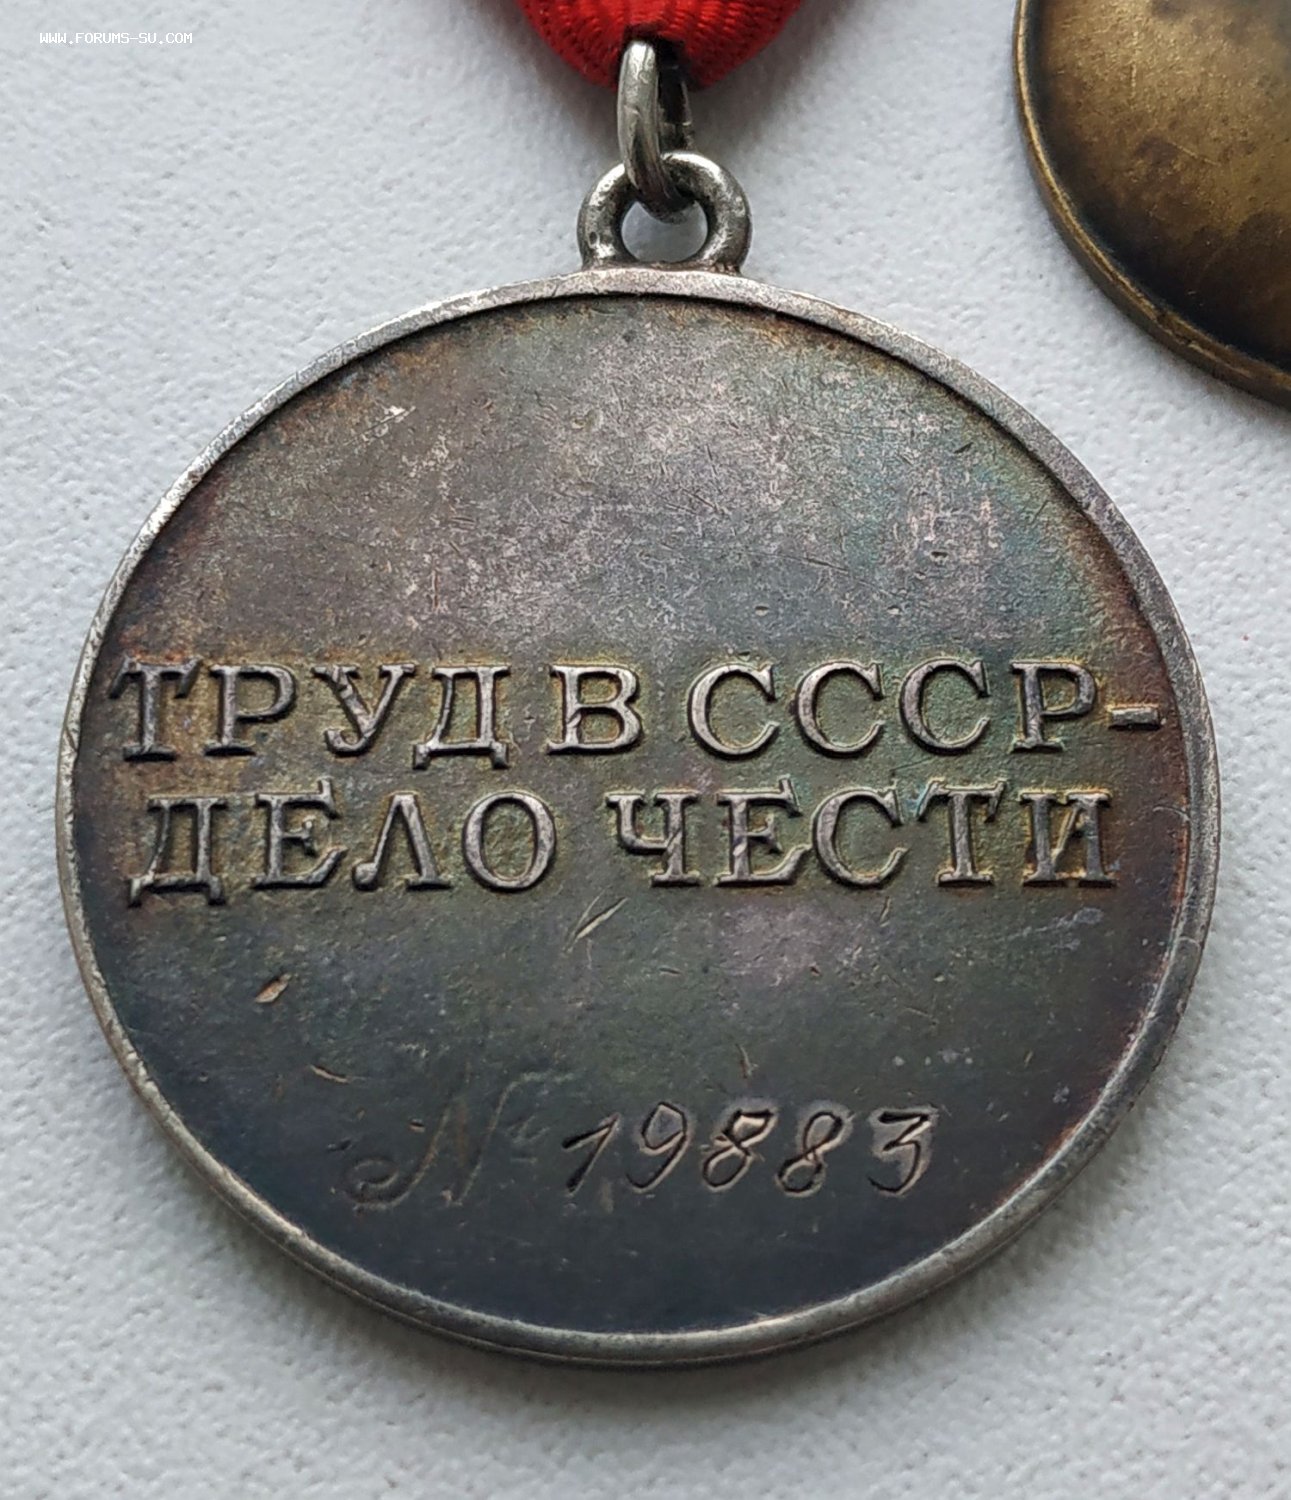 WWW.FORUMS-SU.COM
ТРУД В СССР-
ДЕЛО ЧЕСТИ
№ 19883